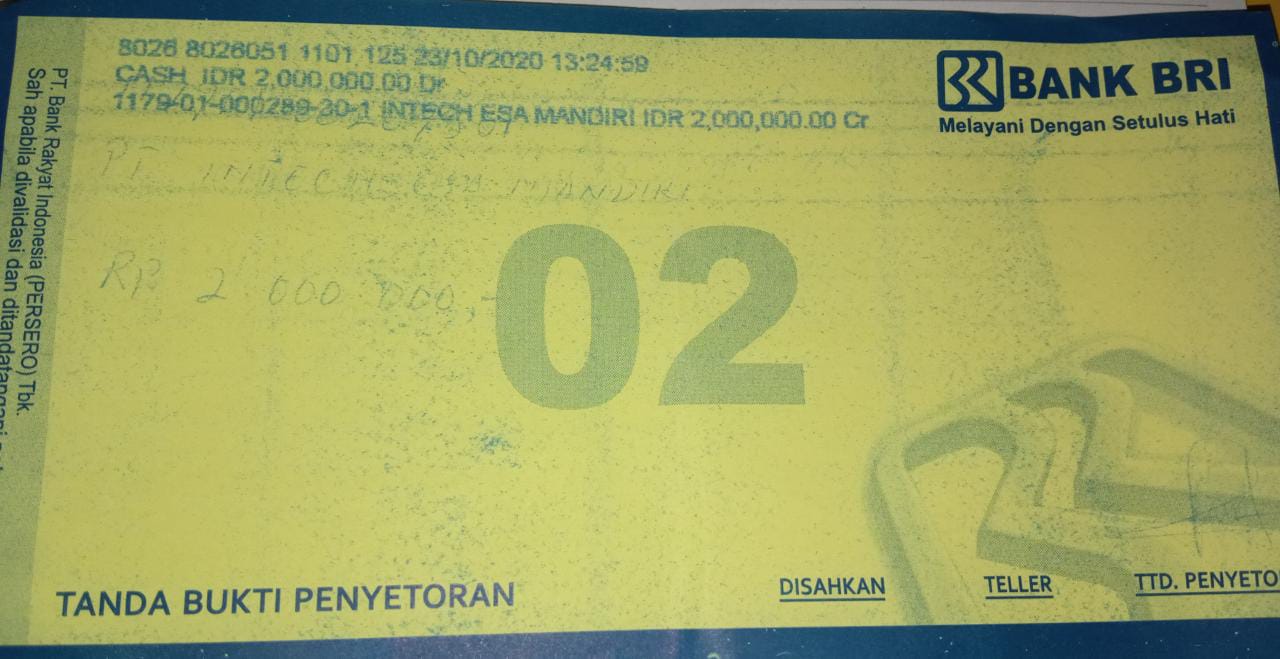 8026 8026051 1101 125 23/10/2020 13:24:59
CASH IDR 2,000,000.00 Dr
1179-01-000289-30-1 INTECH ESA MANDIRI IDR 2,000,000.00 Cr
BANK BRI
Melayani Dengan Setulus Hati
PT. Bank Rakyat Indonesia (PERSERO) Tbk.
Sah apabila divalidasi dan ditandatangani
PT INTECH ESA MANDIRI
RP 2 000 000,-
02
TANDA BUKTI PENYETORAN
DISAHKAN
TELLER
TTD. PENYETO